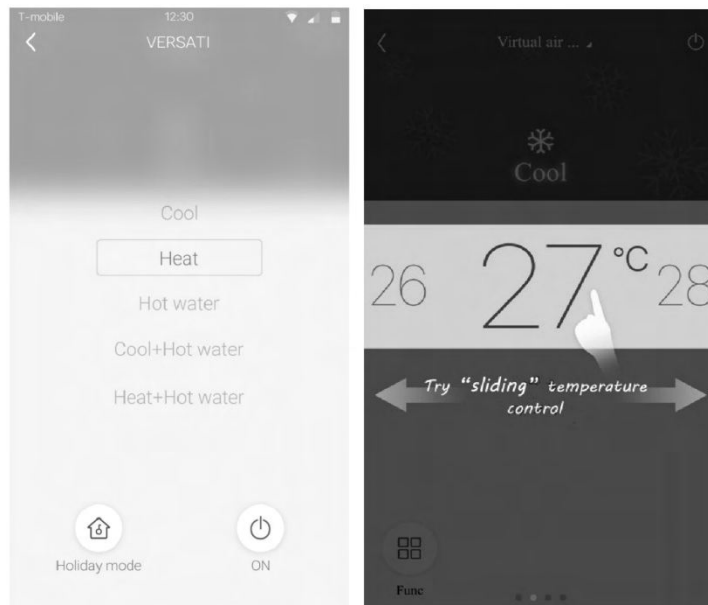 T-mobile 12:30
VERSATI
Cool
Heat
Hot water
Cool+Hot water
Heat+Hot water
Holiday mode
ON
Virtual air ...
Cool
26 27°C 28
Try “sliding” temperature
control
Func